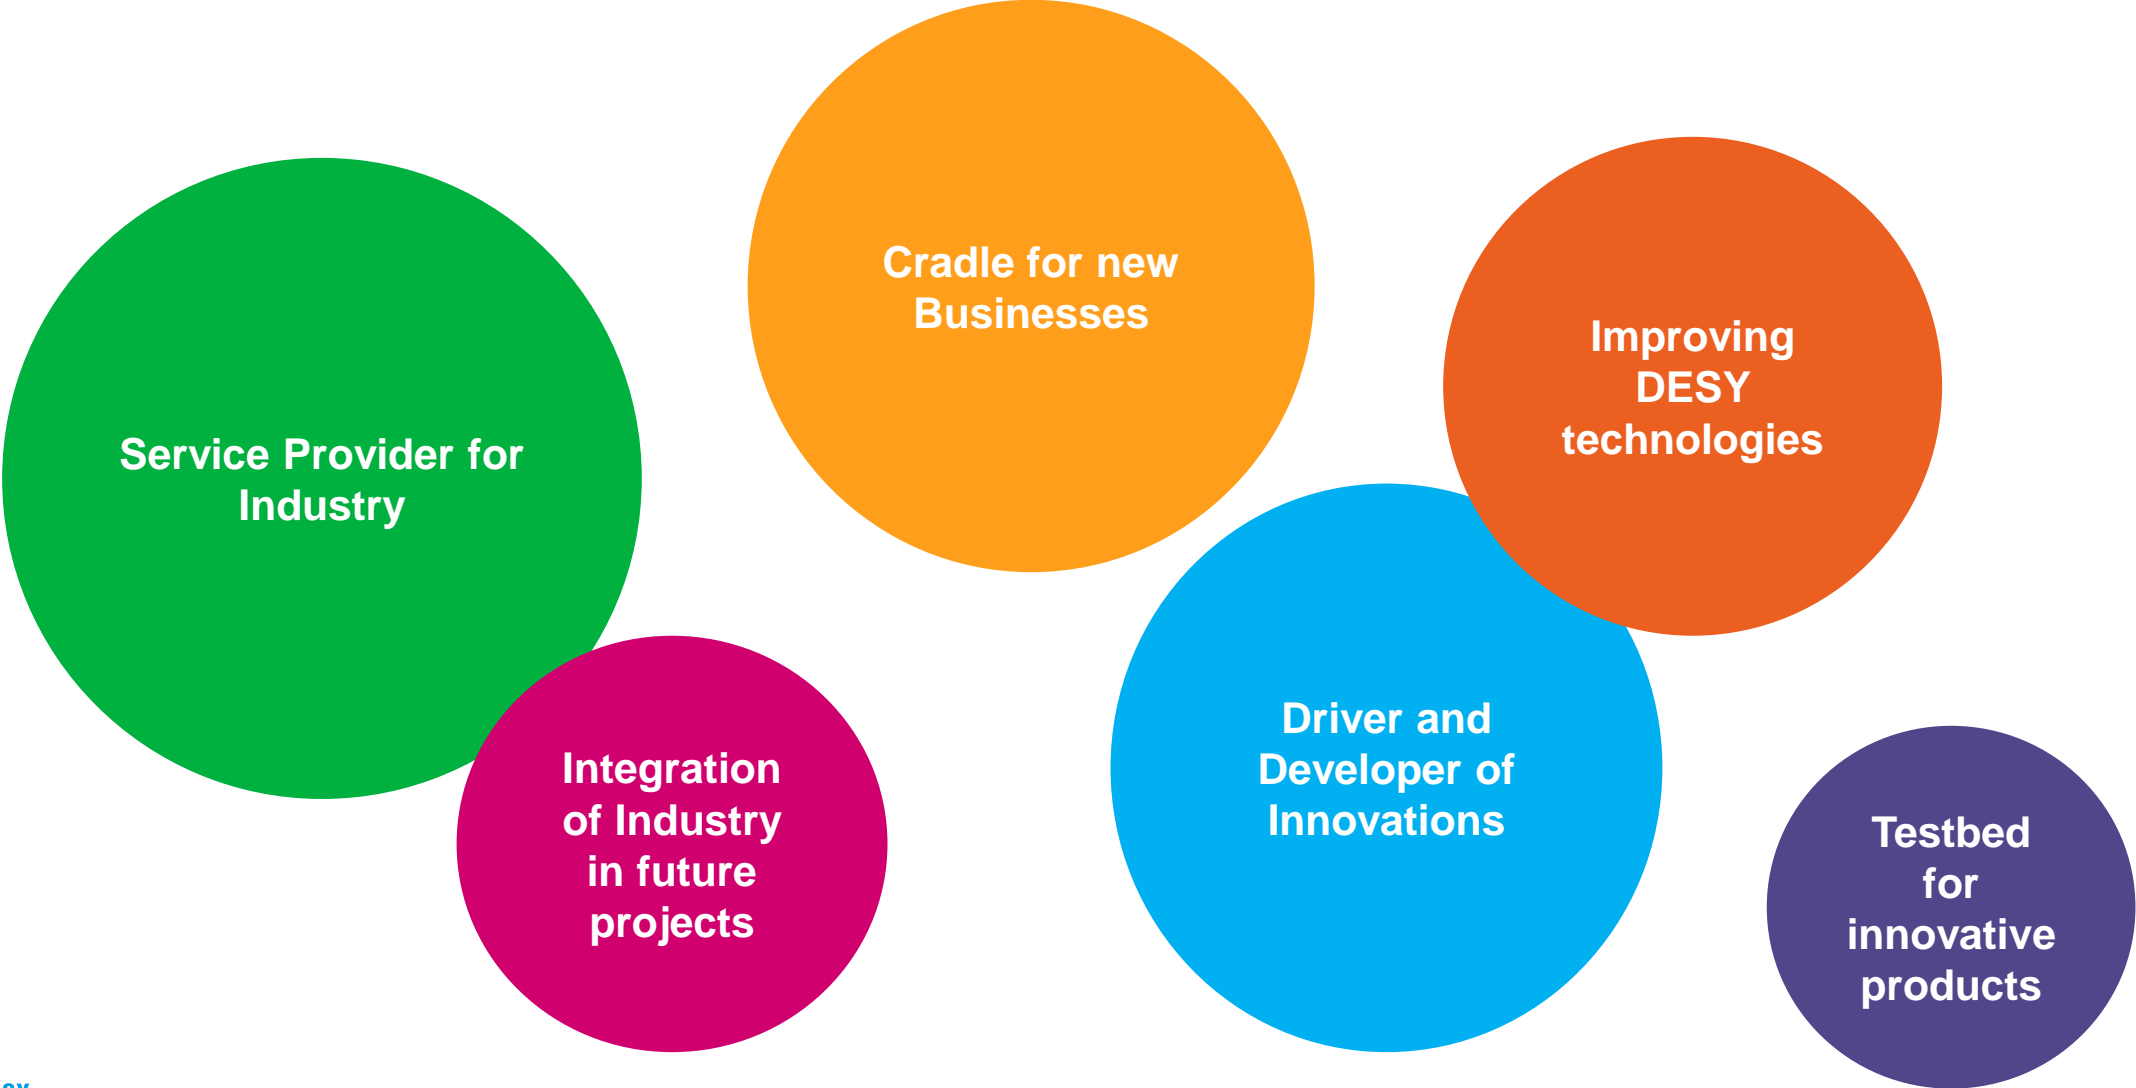 Cradle for new
Businesses
Improving
DESY
technologies
Service Provider for
Industry
Driver and
Developer of
Innovations
Integration
of Industry
in future
projects
Testbed
for
innovative
products